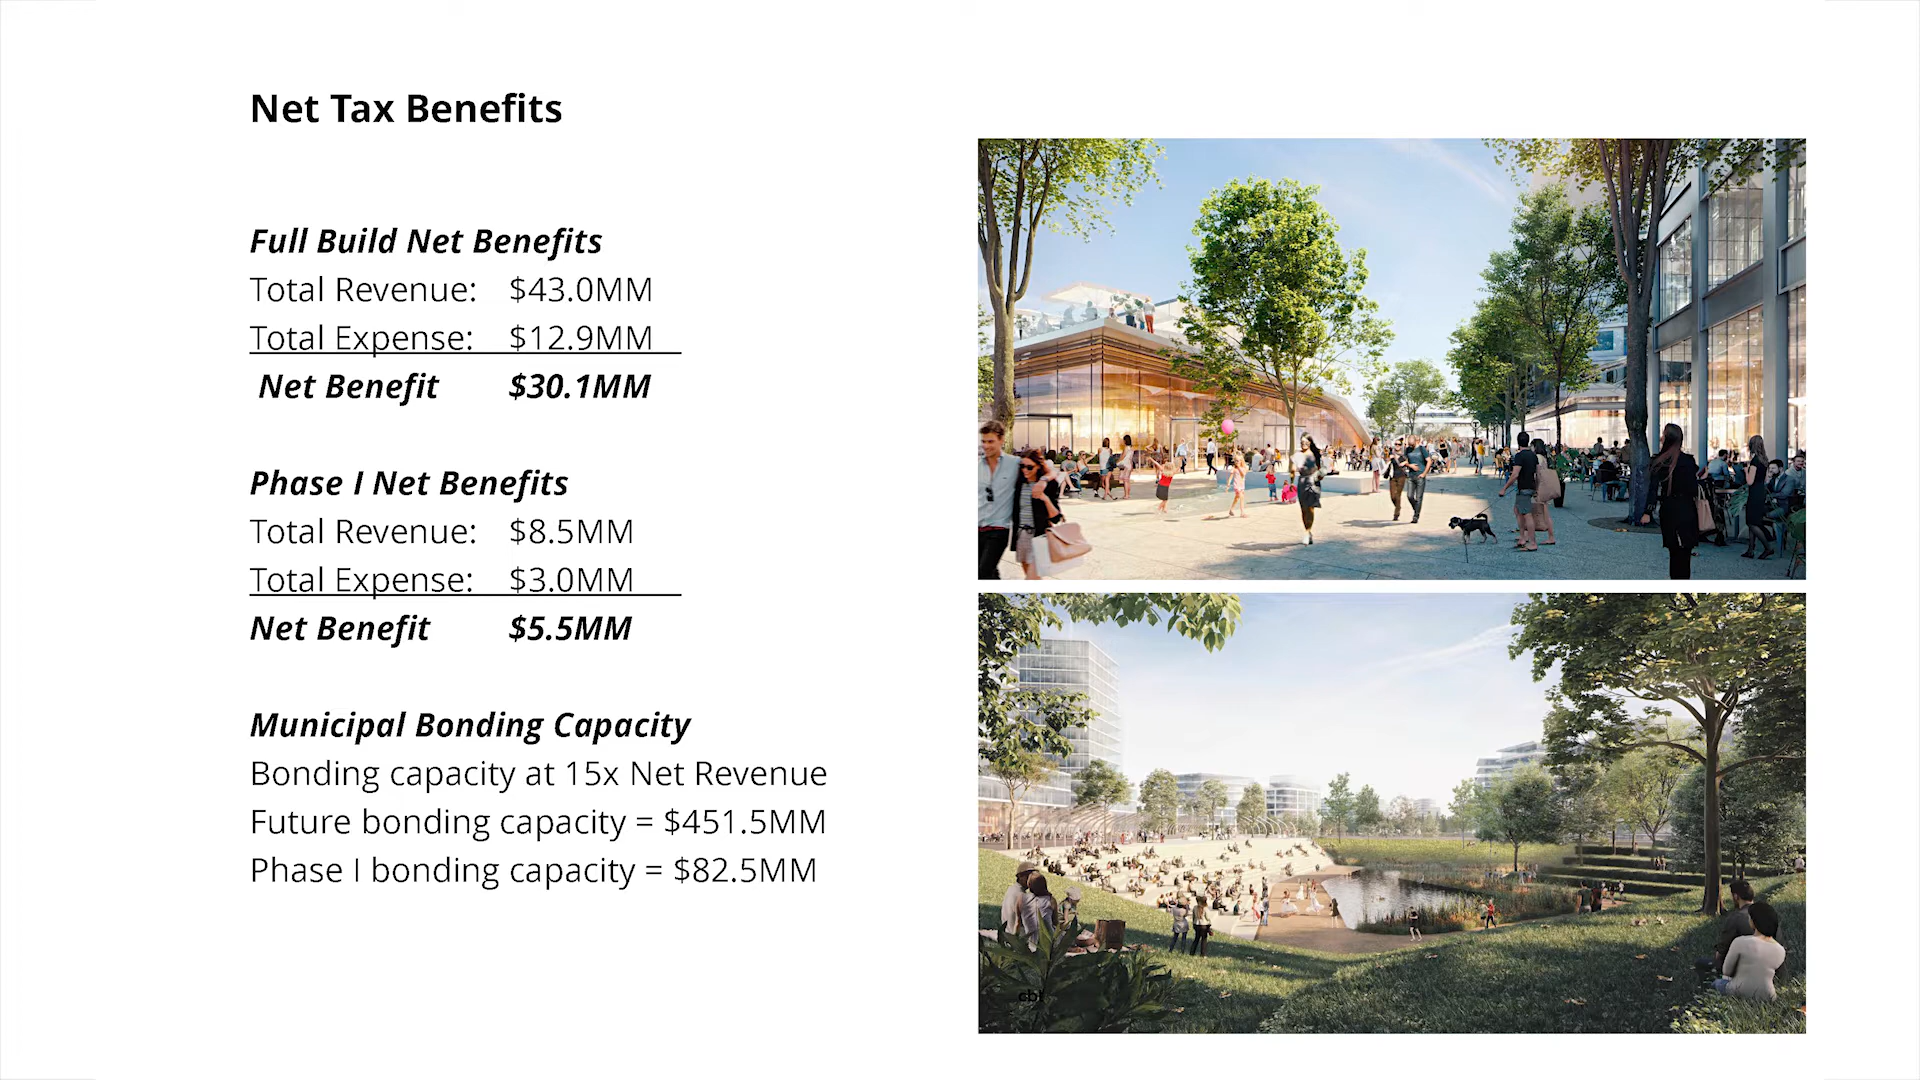 Net Tax Benefits
Full Build Net Benefits
Total Revenue: $43.0MM
Total Expense: $12.9MM
Net Benefit $30.1MM
Phase I Net Benefits
Total Revenue: $8.5MM
Total Expense: $3.0MM
Net Benefit $5.5MM
Municipal Bonding Capacity
Bonding capacity at 15x Net Revenue
Future bonding capacity = $451.5MM
Phase I bonding capacity = $82.5MM